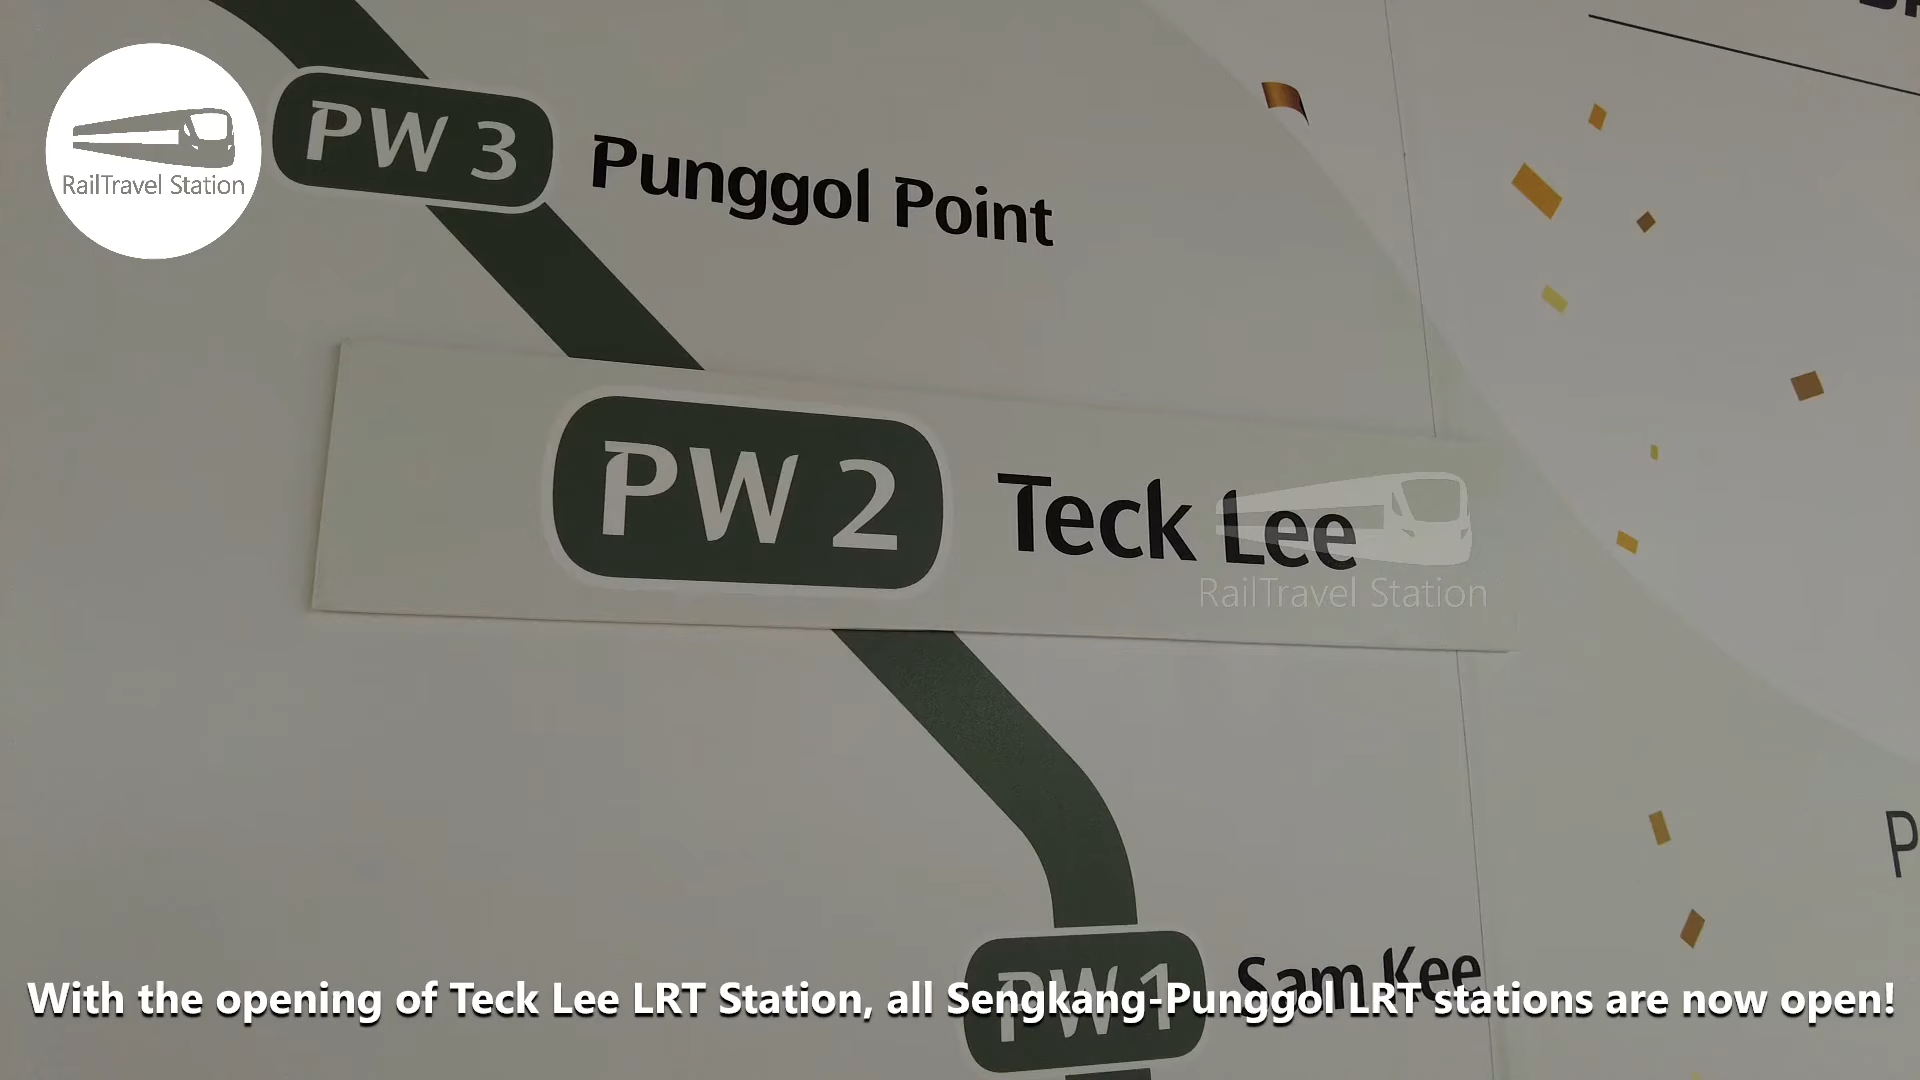 PW 3 Punggol Point
RailTravel Station
PW 2 Teck Lee
RailTravel Station
PW 1 Sam Kee
With the opening of Teck Lee LRT Station, all Sengkang-Punggol LRT stations are now open!